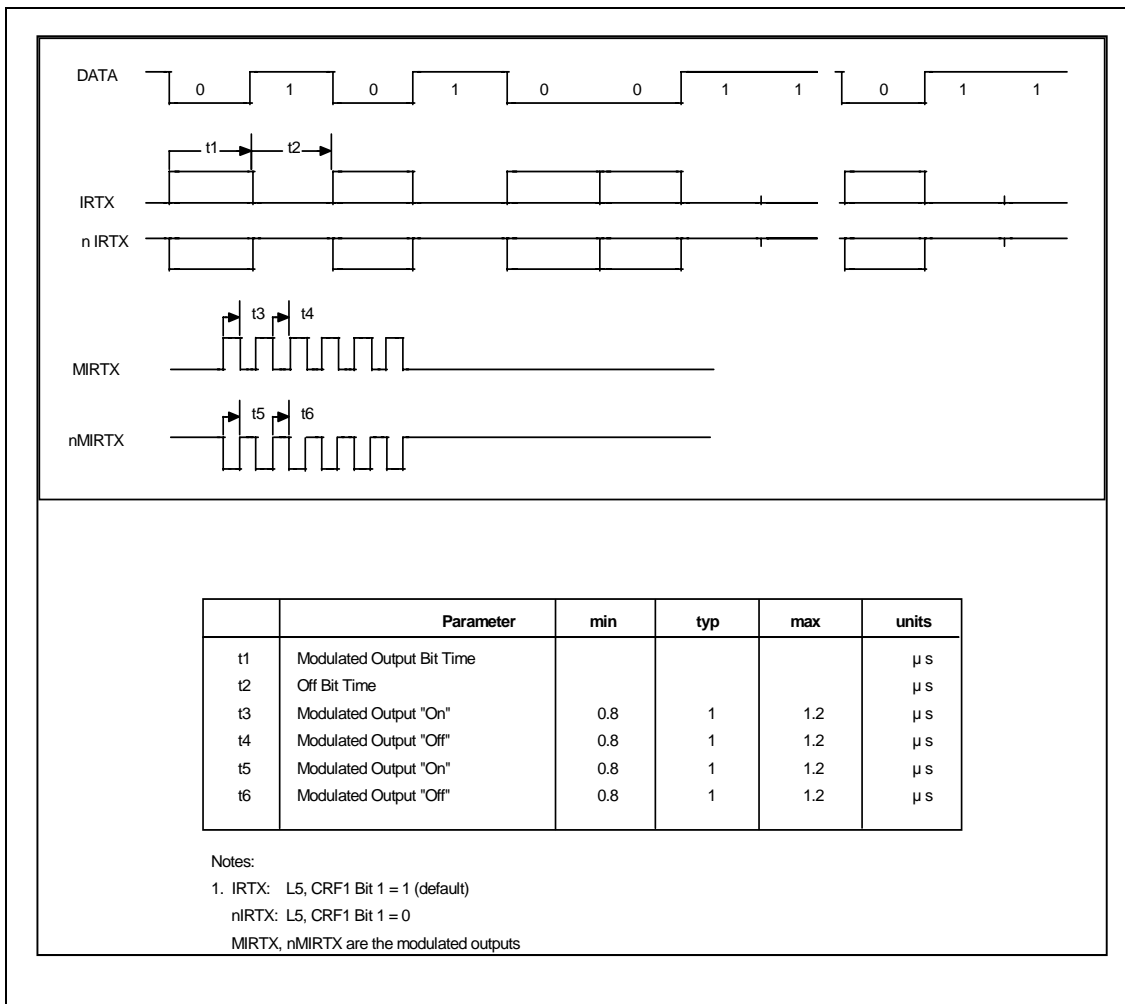 DATA 0 1 0 1 0 0 1 1 0 1 1
t1 t2
IRTX
n IRTX
t3 t4
MIRTX
t5 t6
nMIRTX
Parameter min typ max units
t1 Modulated Output Bit Time µ s
t2 Off Bit Time µ s
t3 Modulated Output "On" 0.8 1 1.2 µ s
t4 Modulated Output "Off" 0.8 1 1.2 µ s
t5 Modulated Output "On" 0.8 1 1.2 µ s
t6 Modulated Output "Off" 0.8 1 1.2 µ s
Notes:
1. IRTX: L5, CRF1 Bit 1 = 1 (default)
nIRTX: L5, CRF1 Bit 1 = 0
MIRTX, nMIRTX are the modulated outputs